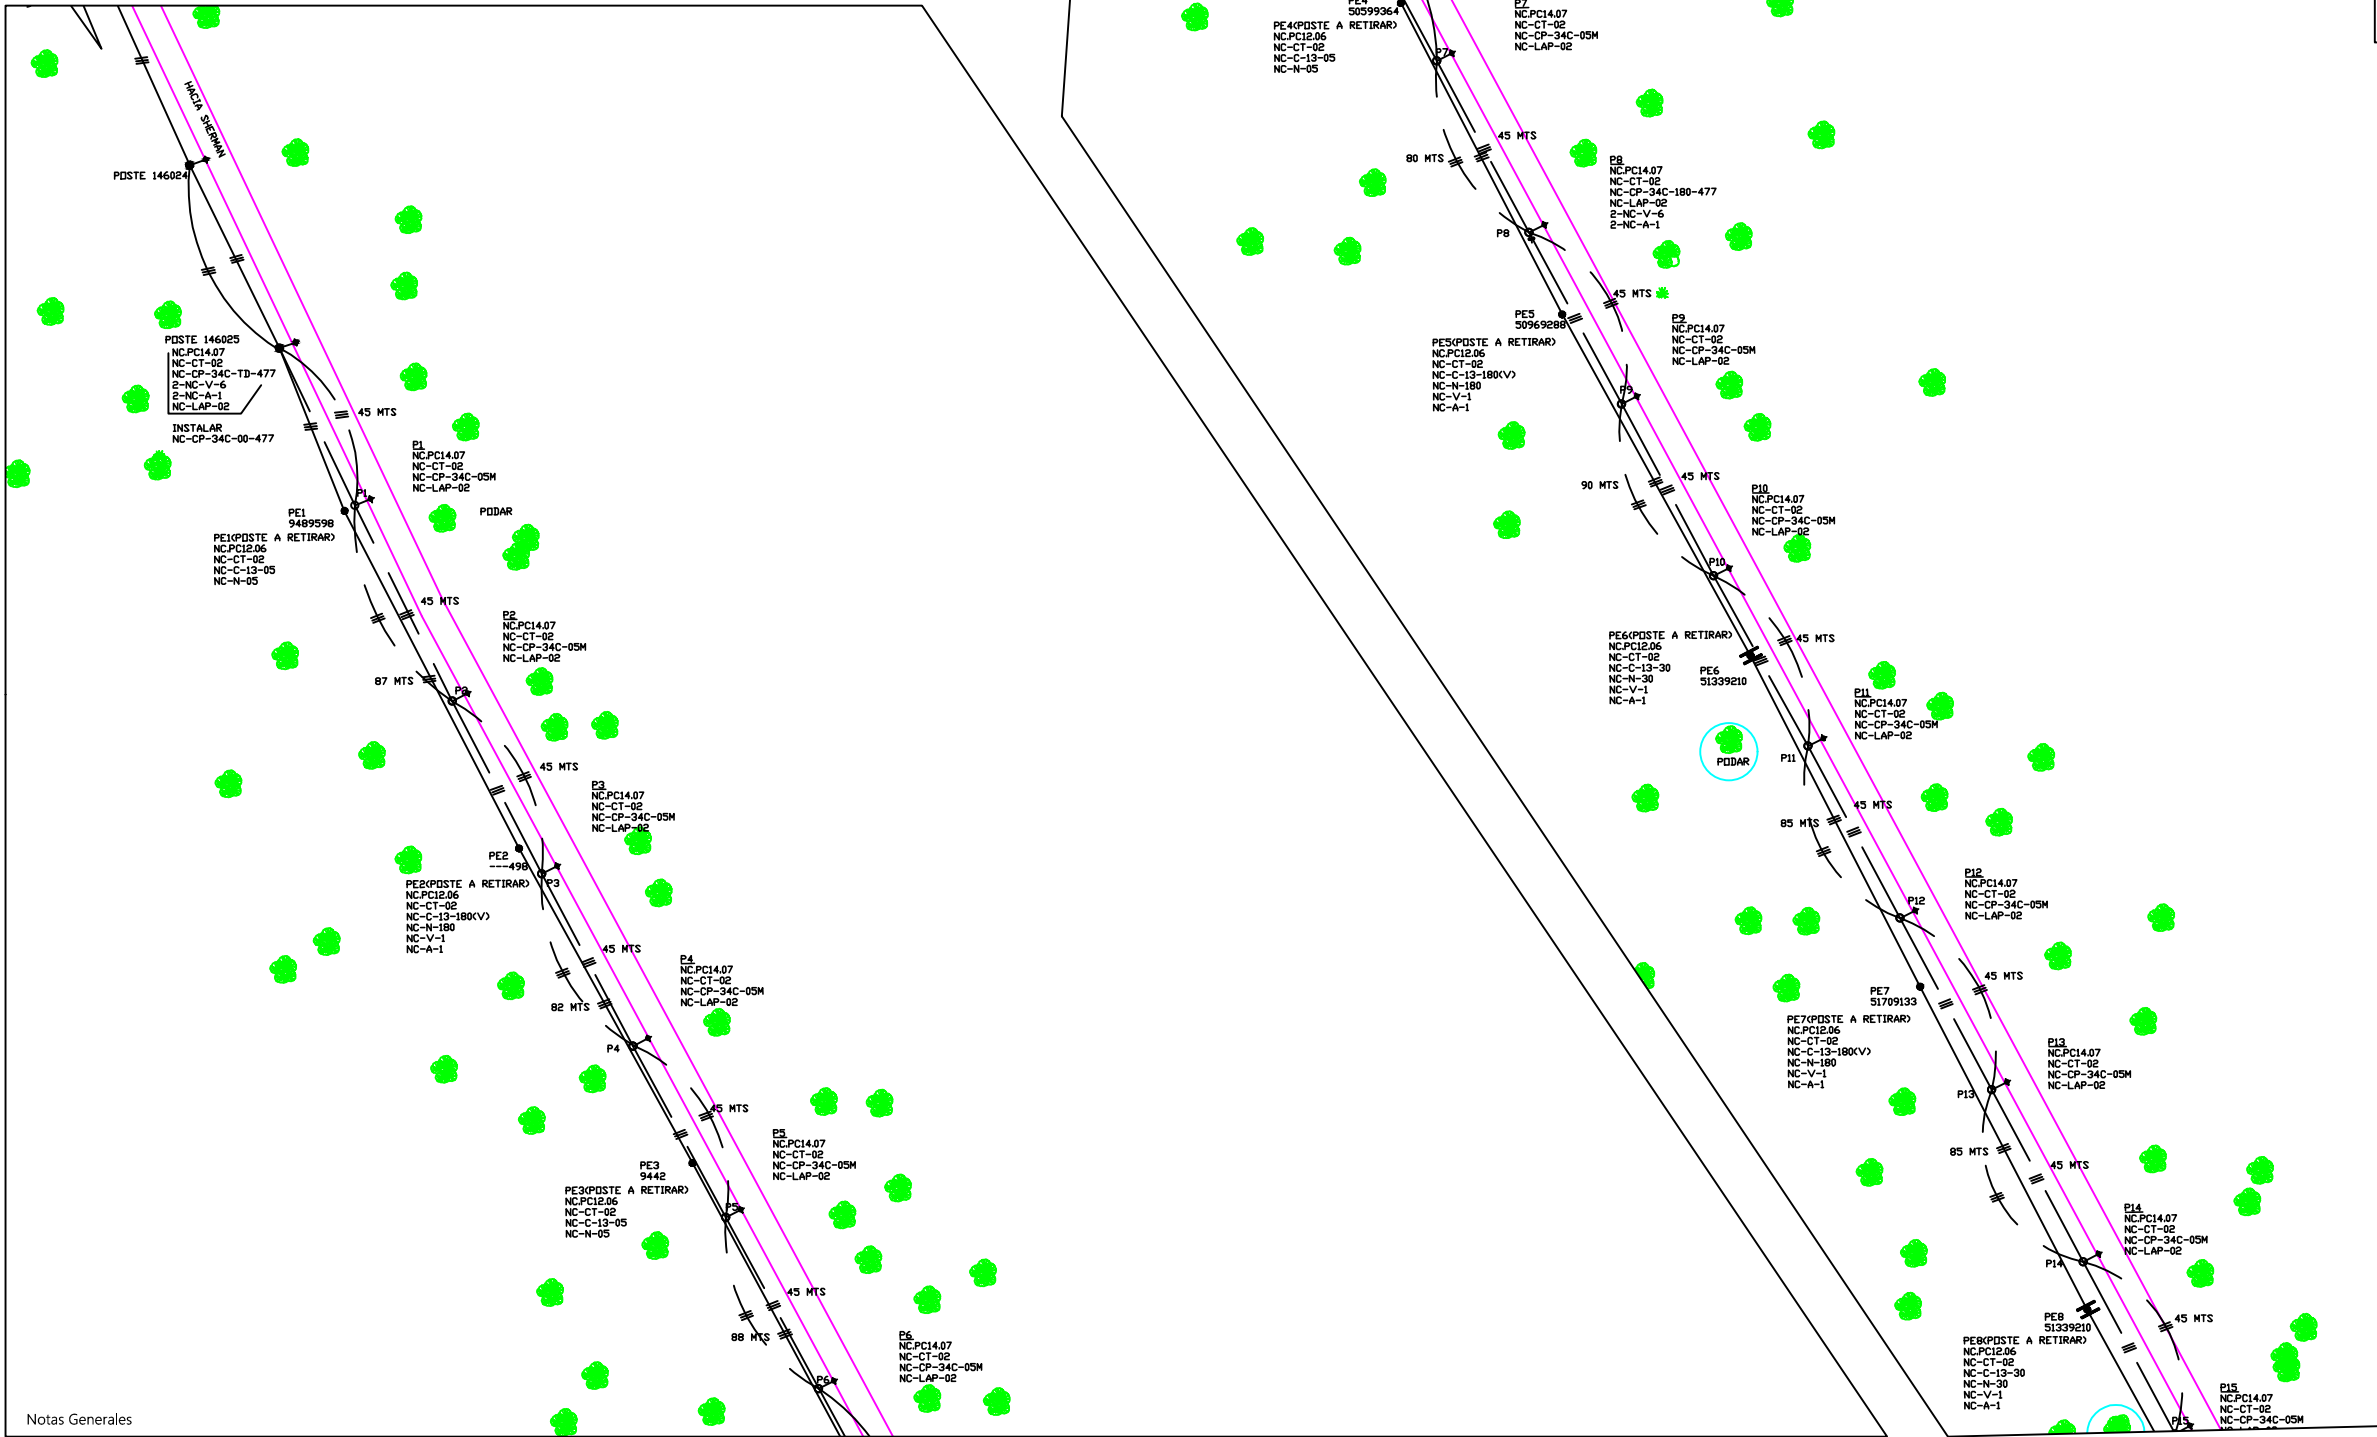 HACIA SHERMAN
POSTE 146024
POSTE 146025
NC.PC14.07
NC-CT-02
NC-CP-34C-TD-477
2-NC-V-6
2-NC-A-1
NC-LAP-02
INSTALAR
NC-CP-34C-00-477
45 MTS
P1
NC.PC14.07
NC-CT-02
NC-CP-34C-05M
NC-LAP-02
P1
PE1
9489598
PODAR
PE1(POSTE A RETIRAR)
NC.PC12.06
NC-CT-02
NC-C-13-05
NC-N-05
45 MTS
P2
NC.PC14.07
NC-CT-02
NC-CP-34C-05M
NC-LAP-02
87 MTS
P2
45 MTS
P3
NC.PC14.07
NC-CT-02
NC-CP-34C-05M
NC-LAP-02
PE2
---498
P3
PE2(POSTE A RETIRAR)
NC.PC12.06
NC-CT-02
NC-C-13-180(V)
NC-N-180
NC-V-1
NC-A-1
45 MTS
P4
NC.PC14.07
NC-CT-02
NC-CP-34C-05M
NC-LAP-02
82 MTS
P4
45 MTS
P5
NC.PC14.07
NC-CT-02
NC-CP-34C-05M
NC-LAP-02
PE3
9442
PE3(POSTE A RETIRAR)
NC.PC12.06
NC-CT-02
NC-C-13-05
NC-N-05
P5
45 MTS
88 MTS
P6
NC.PC14.07
NC-CT-02
NC-CP-34C-05M
NC-LAP-02
P6
Notas Generales
PE4
50599364
PE4(POSTE A RETIRAR)
NC.PC12.06
NC-CT-02
NC-C-13-05
NC-N-05
P7
NC.PC14.07
NC-CT-02
NC-CP-34C-05M
NC-LAP-02
P7
45 MTS
80 MTS
P8
NC.PC14.07
NC-CT-02
NC-CP-34C-180-477
NC-LAP-02
2-NC-V-6
2-NC-A-1
P8
45 MTS
PE5
50969288
PE5(POSTE A RETIRAR)
NC.PC12.06
NC-CT-02
NC-C-13-180(V)
NC-N-180
NC-V-1
NC-A-1
P9
NC.PC14.07
NC-CT-02
NC-CP-34C-05M
NC-LAP-02
P9
45 MTS
90 MTS
P10
NC.PC14.07
NC-CT-02
NC-CP-34C-05M
NC-LAP-02
P10
45 MTS
PE6(POSTE A RETIRAR)
NC.PC12.06
NC-CT-02
NC-C-13-30
NC-N-30
NC-V-1
NC-A-1
PE6
51339210
P11
NC.PC14.07
NC-CT-02
NC-CP-34C-05M
NC-LAP-02
PODAR
P11
45 MTS
85 MTS
P12
NC.PC14.07
NC-CT-02
NC-CP-34C-05M
NC-LAP-02
P12
45 MTS
PE7
51709133
PE7(POSTE A RETIRAR)
NC.PC12.06
NC-CT-02
NC-C-13-180(V)
NC-N-180
NC-V-1
NC-A-1
P13
NC.PC14.07
NC-CT-02
NC-CP-34C-05M
NC-LAP-02
P13
85 MTS
45 MTS
P14
NC.PC14.07
NC-CT-02
NC-CP-34C-05M
NC-LAP-02
P14
45 MTS
PE8
51339210
PE8(POSTE A RETIRAR)
NC.PC12.06
NC-CT-02
NC-C-13-30
NC-N-30
NC-V-1
NC-A-1
P15
NC.PC14.07
NC-CT-02
NC-CP-34C-05M
P15